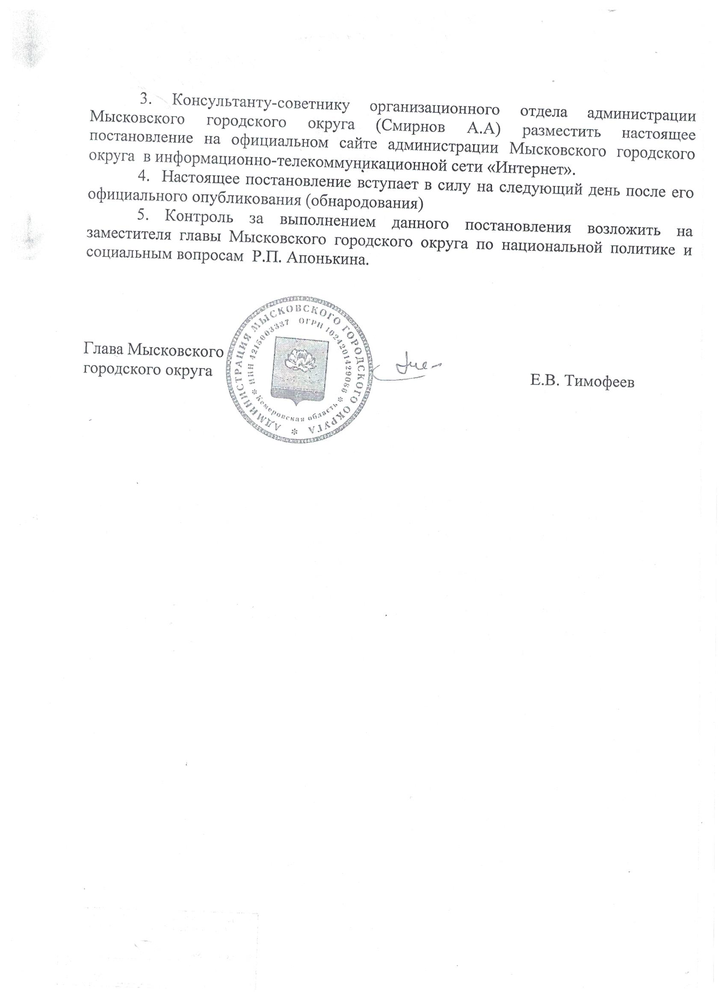 3. Консультанту-советнику организационного отдела администрации
Мысковского городского округа (Смирнов А.А) разместить настоящее
постановление на официальном сайте администрации Мысковского городского
округа в информационно-телекоммуникационной сети «Интернет».
4. Настоящее постановление вступает в силу на следующий день после его
официального опубликования (обнародования)
5. Контроль за выполнением данного постановления возложить на
заместителя главы Мысковского городского округа по национальной политике и
социальным вопросам Р.П. Апонькина.
Глава Мысковского
городского округа
АДМИНИСТРАЦИЯ МЫСКОВСКОГО ГОРОДСКОГО ОКРУГА *
ИНН 4215003337 ОГРН 1024201429086
* Кемеровская область *
Е.В. Тимофеев